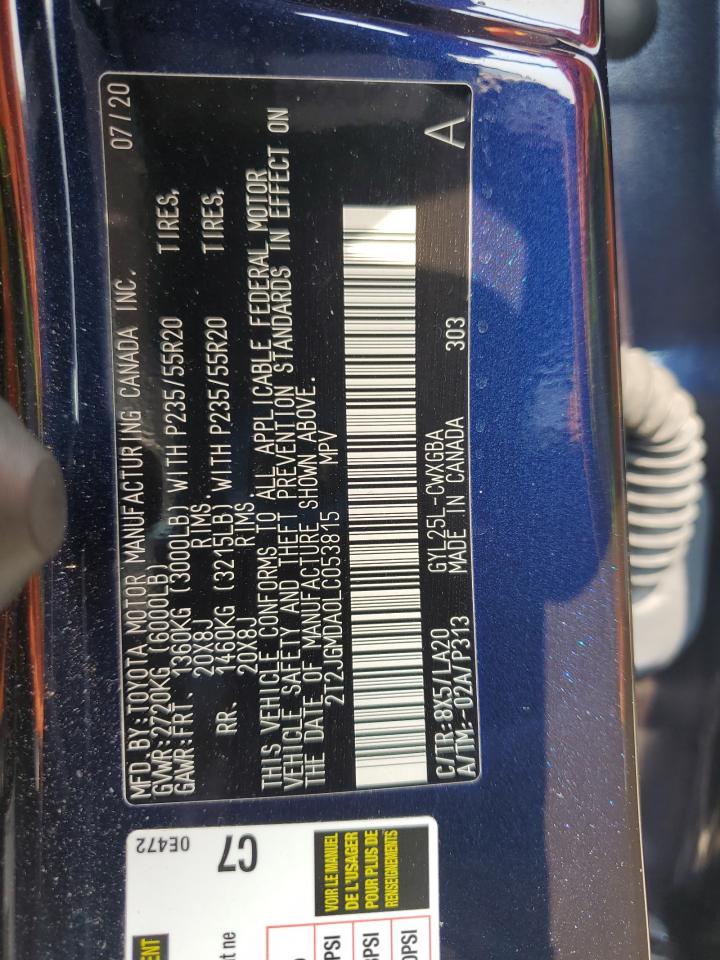 MFD. BY: TOYOTA MOTOR MANUFACTURING CANADA INC. 07/20
GVWR: 2720KG (6000LB)
GAWR: FRT. 1360KG (3000LB) WITH P235/55R20 TIRES,
20X8J RIMS,
RR. 1460KG (3215LB) WITH P235/55R20 TIRES,
20X8J RIMS.
THIS VEHICLE CONFORMS TO ALL APPLICABLE FEDERAL MOTOR
VEHICLE SAFETY AND THEFT PREVENTION STANDARDS IN EFFECT ON
THE DATE OF MANUFACTURE SHOWN ABOVE.
2T2JGMDA0LC053815 MPV
A
C/TR: 8X5/LA20 GYL25L-CWXGBA
A/TM: -02A/P313 MADE IN CANADA 303
0E472
C7
VOIR LE MANUEL
DE L'USAGER
POUR PLUS DE
RENSEIGNEMENTS
ENT
nt ne
PSI
PSI
PSI